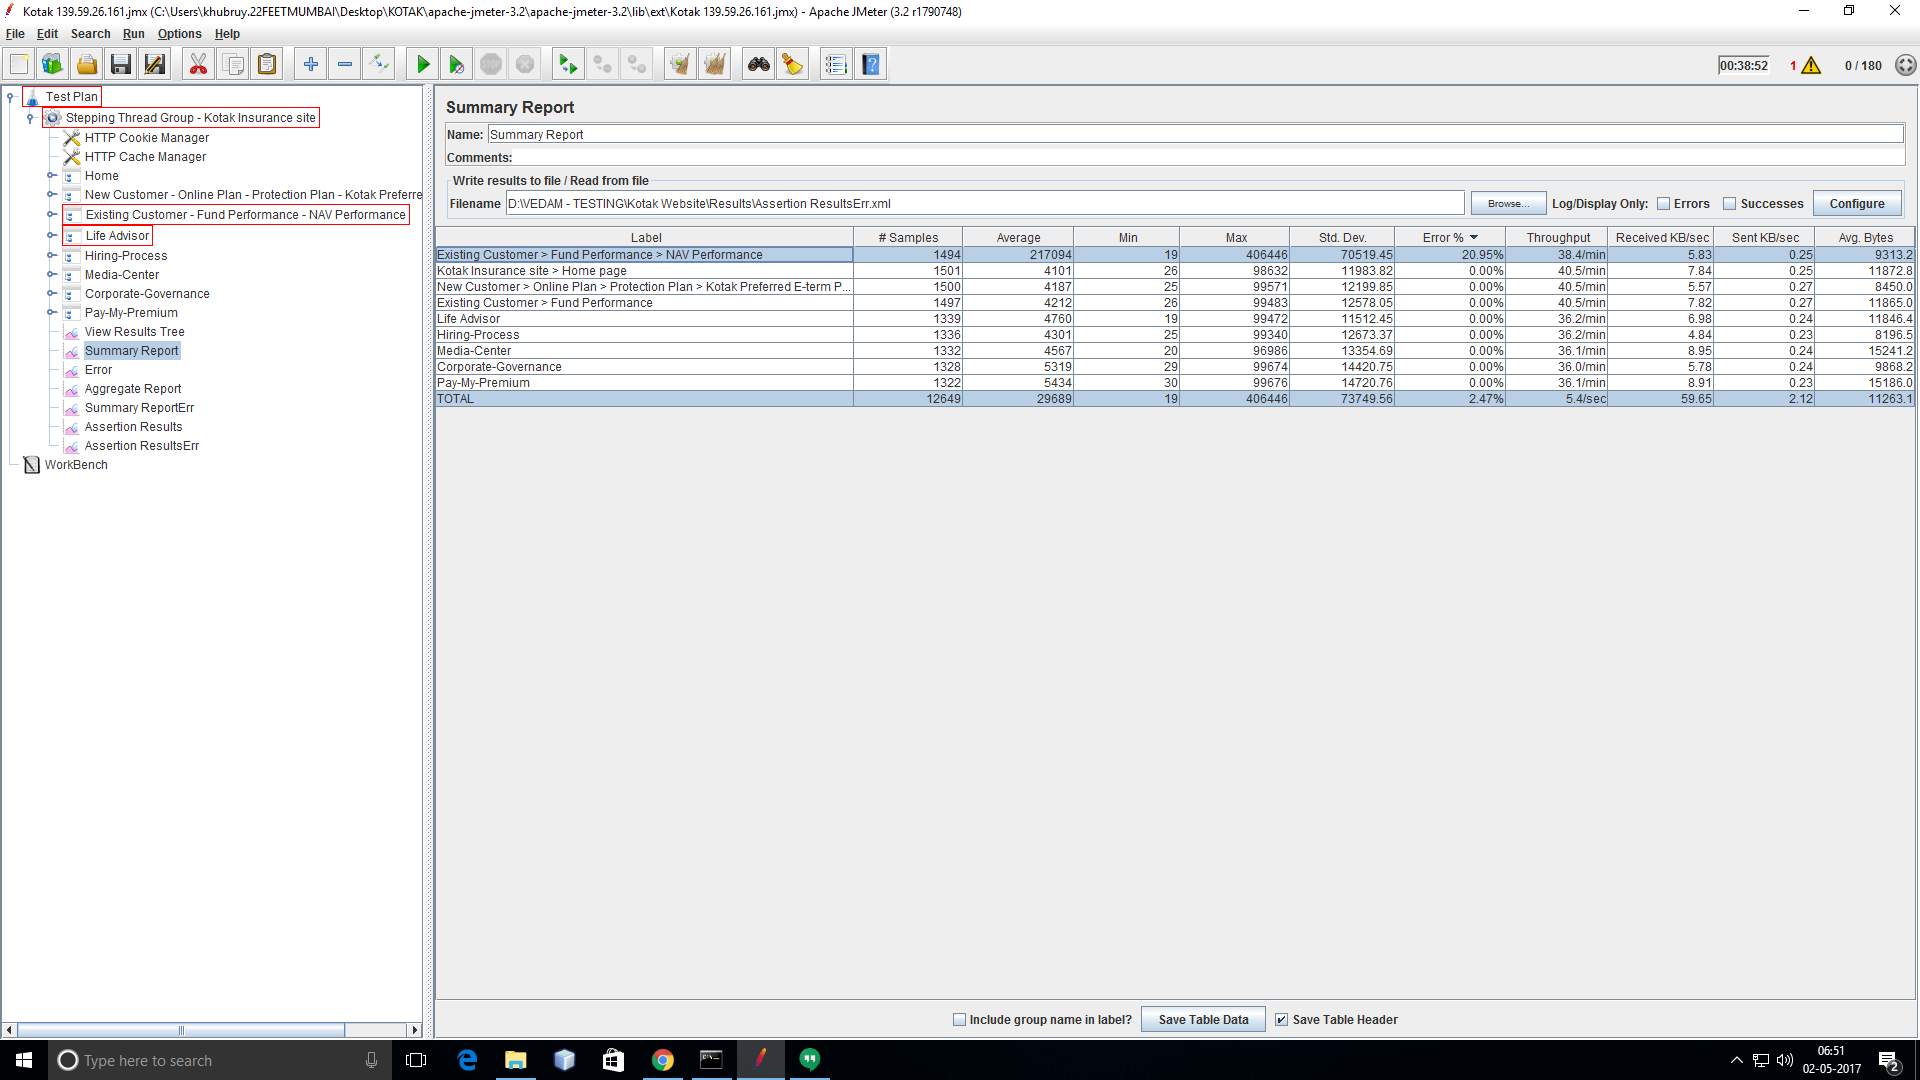 Kotak 139.59.26.161.jmx (C:\Users\khubruy.22FEETMUMBAI\Desktop\KOTAK\apache-jmeter-3.2\apache-jmeter-3.2\lib\ext\Kotak 139.59.26.161.jmx) - Apache JMeter (3.2 r1790748)
File Edit Search Run Options Help
STOP 00:38:52 1 0 / 180
Test Plan
Stepping Thread Group - Kotak Insurance site
HTTP Cookie Manager
HTTP Cache Manager
Home
New Customer - Online Plan - Protection Plan - Kotak Preferre
Existing Customer - Fund Performance - NAV Performance
Life Advisor
Hiring-Process
Media-Center
Corporate-Governance
Pay-My-Premium
View Results Tree
Summary Report
Error
Aggregate Report
Summary ReportErr
Assertion Results
Assertion ResultsErr
WorkBench
Summary Report
Name: Summary Report
Comments:
Write results to file / Read from file
Filename D:\VEDAM - TESTING\Kotak Website\Results\Assertion ResultsErr.xml Browse... Log/Display Only: Errors Successes Configure
Label # Samples Average Min Max Std. Dev. Error % Throughput Received KB/sec Sent KB/sec Avg. Bytes
Existing Customer > Fund Performance > NAV Performance 1494 217094 19 406446 70519.45 20.95% 38.4/min 5.83 0.25 9313.2
Kotak Insurance site > Home page 1501 4101 26 98632 11983.82 0.00% 40.5/min 7.84 0.25 11872.8
New Customer > Online Plan > Protection Plan > Kotak Preferred E-term P... 1500 4187 25 99571 12199.85 0.00% 40.5/min 5.57 0.27 8450.0
Existing Customer > Fund Performance 1497 4212 26 99483 12578.05 0.00% 40.5/min 7.82 0.27 11865.0
Life Advisor 1339 4760 19 99472 11512.45 0.00% 36.2/min 6.98 0.24 11846.4
Hiring-Process 1336 4301 25 99340 12673.37 0.00% 36.2/min 4.84 0.23 8196.5
Media-Center 1332 4567 20 96986 13354.69 0.00% 36.1/min 8.95 0.24 15241.2
Corporate-Governance 1328 5319 29 99674 14420.75 0.00% 36.0/min 5.78 0.24 9868.2
Pay-My-Premium 1322 5434 30 99676 14720.76 0.00% 36.1/min 8.91 0.23 15186.0
TOTAL 12649 29689 19 406446 73749.56 2.47% 5.4/sec 59.65 2.12 11263.1
Include group name in label? Save Table Data Save Table Header
Type here to search
06:51
02-05-2017
2